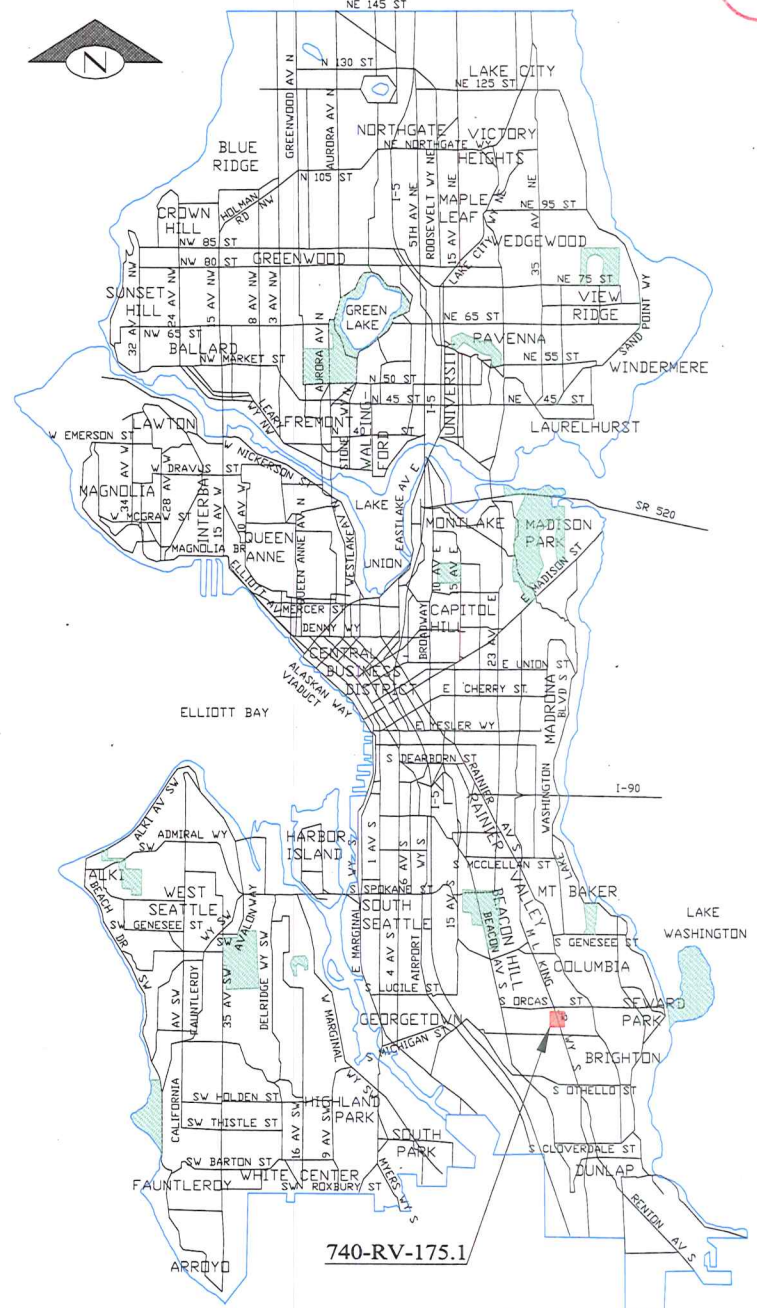 NE 145 ST
N
N 130 ST
LAKE CITY
NE 125 ST
GREENWOOD AV N
AURORA AV N
NORTHGATE
VICTORY
HEIGHTS
NE NORTHGATE WY
BLUE
RIDGE
N 105 ST
I-5
5TH AV NE
ROOSEVELT WY NE
15 AV NE
MAPLE
LEAF
LAKE CITY WY NE
NE 95 ST
35 AV NE
CROWN
HILL
HOLMAN
RD NW
WEDGEWOOD
NW 85 ST
NW 80 ST
GREENWOOD
SUNSET
HILL
32 AV NW
24 AV NW
15 AV NW
8 AV NW
3 AV NW
GREEN
LAKE
NE 75 ST
VIEW
RIDGE
SAND POINT WY
NW 65 ST
NE 65 ST
BALLARD
AURORA AV N
RAVENNA
NW MARKET ST
NE 55 ST
WINDERMERE
N 50 ST
N 45 ST
I-5
UNIVERSITY
NE 45 ST
LAURELHURST
LEARY
WY NW
FREMONT
STONE WY N
WALLING-
FORD
N 40 ST
LAWTON
W EMERSON ST
W NICKERSON ST
W DRAVUS ST
MAGNOLIA
34 AV W
28 AV W
INTERBAY
15 AV W
10 AV W
W MCGRAW ST
MAGNOLIA BR
QUEEN
ANNE
QUEEN ANNE AV N
WESTLAKE AV N
LAKE
UNION
EASTLAKE AV E
MONTLAKE
MADISON
PARK
SR 520
10 AV E
15 AV E
E MADISON ST
ELLIOTT AV
MERCER ST
DENNY WY
BROADWAY
CAPITOL
HILL
23 AV E
CENTRAL
BUSINESS
DISTRICT
ALASKAN WAY
VIADUCT
E UNION ST
E CHERRY ST.
MADRONA
BLVD S
ELLIOTT BAY
E YESLER WY
S DEARBORN ST
I-5
RAINIER AV S
RAINIER VALLEY
LAKE WASHINGTON
I-90
ALKI AV SW
SW ADMIRAL WY
HARBOR
ISLAND
1 AV S
6 AV S
AIRPORT WY S
S MCCLELLAN ST
MT BAKER
ALKI
BEACH DR SW
WEST
SEATTLE
SW GENESEE ST
SW AVALON WAY
S SPOKANE ST
SOUTH
SEATTLE
15 AV S
BEACON HILL
BEACON AV S
M L KING WY S
S GENESEE ST
LAKE
WASHINGTON
COLUMBIA
E MARGINAL WY S
4 AV S
FAUNTLEROY WY SW
FAUNTLEROY
AV SW
35 AV SW
DELRIDGE WY SW
S LUCILE ST
S ORCAS ST
SEWARD
PARK
GEORGETOWN
S MICHIGAN ST
W MARGINAL WY SW
BRIGHTON
CALIFORNIA
SW HOLDEN ST
HIGHLAND
PARK
S OTHELLO ST
SW THISTLE ST
16 AV SW
9 AV SW
SOUTH
PARK
S CLOVERDALE ST
DUNLAP
SW BARTON ST
WHITE CENTER
FAUNTLEROY
SW ROXBURY ST
MYERS WY S
RENTON AV S
740-RV-175.1
ARROYO